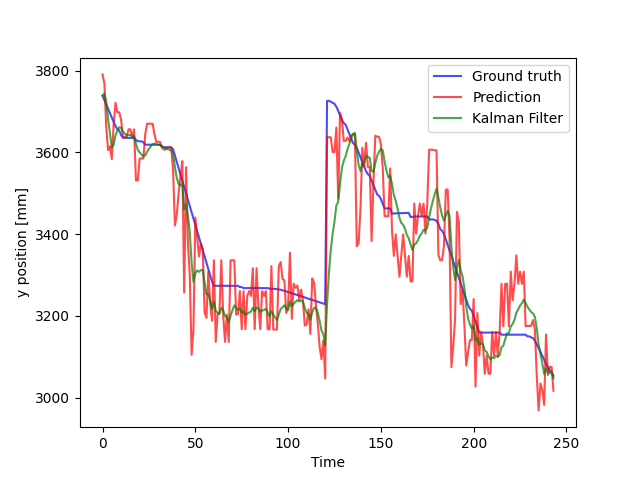 Ground truth
Prediction
Kalman Filter
3800
3600
3400
3200
3000
y position [mm]
0 50 100 150 200 250
Time